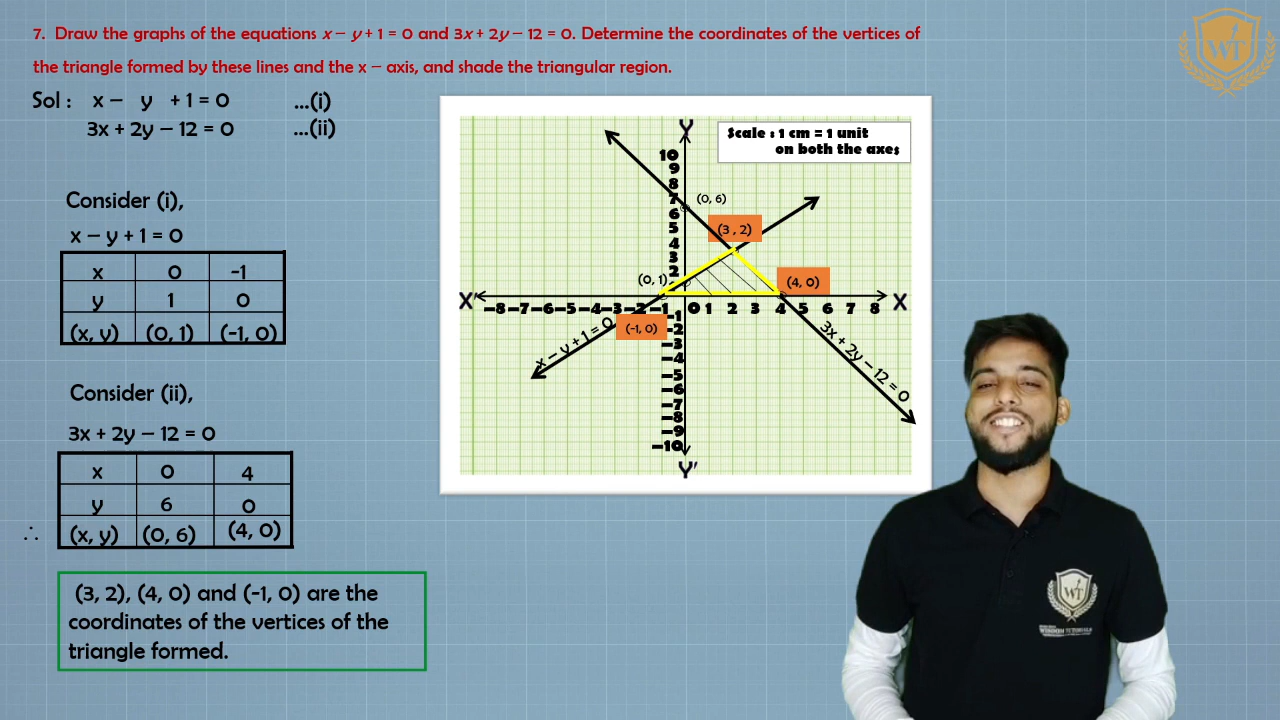 7. Draw the graphs of the equations x – y + 1 = 0 and 3x + 2y – 12 = 0. Determine the coordinates of the vertices of
the triangle formed by these lines and the x – axis, and shade the triangular region.
Sol : x – y + 1 = 0 ...(i)
3x + 2y – 12 = 0 ...(ii)
Consider (i),
x – y + 1 = 0
x 0 -1
y 1 0
(x, y) (0, 1) (-1, 0)
Consider (ii),
3x + 2y – 12 = 0
x 0 4
y 6 0
∴ (x, y) (0, 6) (4, 0)
(3, 2), (4, 0) and (-1, 0) are the
coordinates of the vertices of the
triangle formed.
Scale : 1 cm = 1 unit
on both the axes
Y
10
9
8
7
6
5
4
3
2
(0, 6)
(3 , 2)
(0, 1)
(4, 0)
X' –8 –7 –6 –5 –4 –3 –2 –1 0 1 2 3 4 5 6 7 8 X
(-1, 0)
x – y + 1 = 0
3x + 2y – 12 = 0
–1
–2
–3
–4
–5
–6
–7
–8
–9
–10
Y'
WT
WT